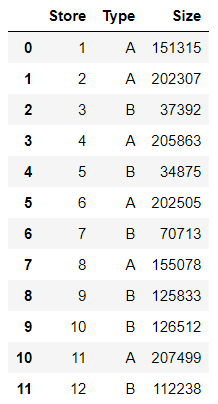 Store Type Size
0 1 A 151315
1 2 A 202307
2 3 B 37392
3 4 A 205863
4 5 B 34875
5 6 A 202505
6 7 B 70713
7 8 A 155078
8 9 B 125833
9 10 B 126512
10 11 A 207499
11 12 B 112238